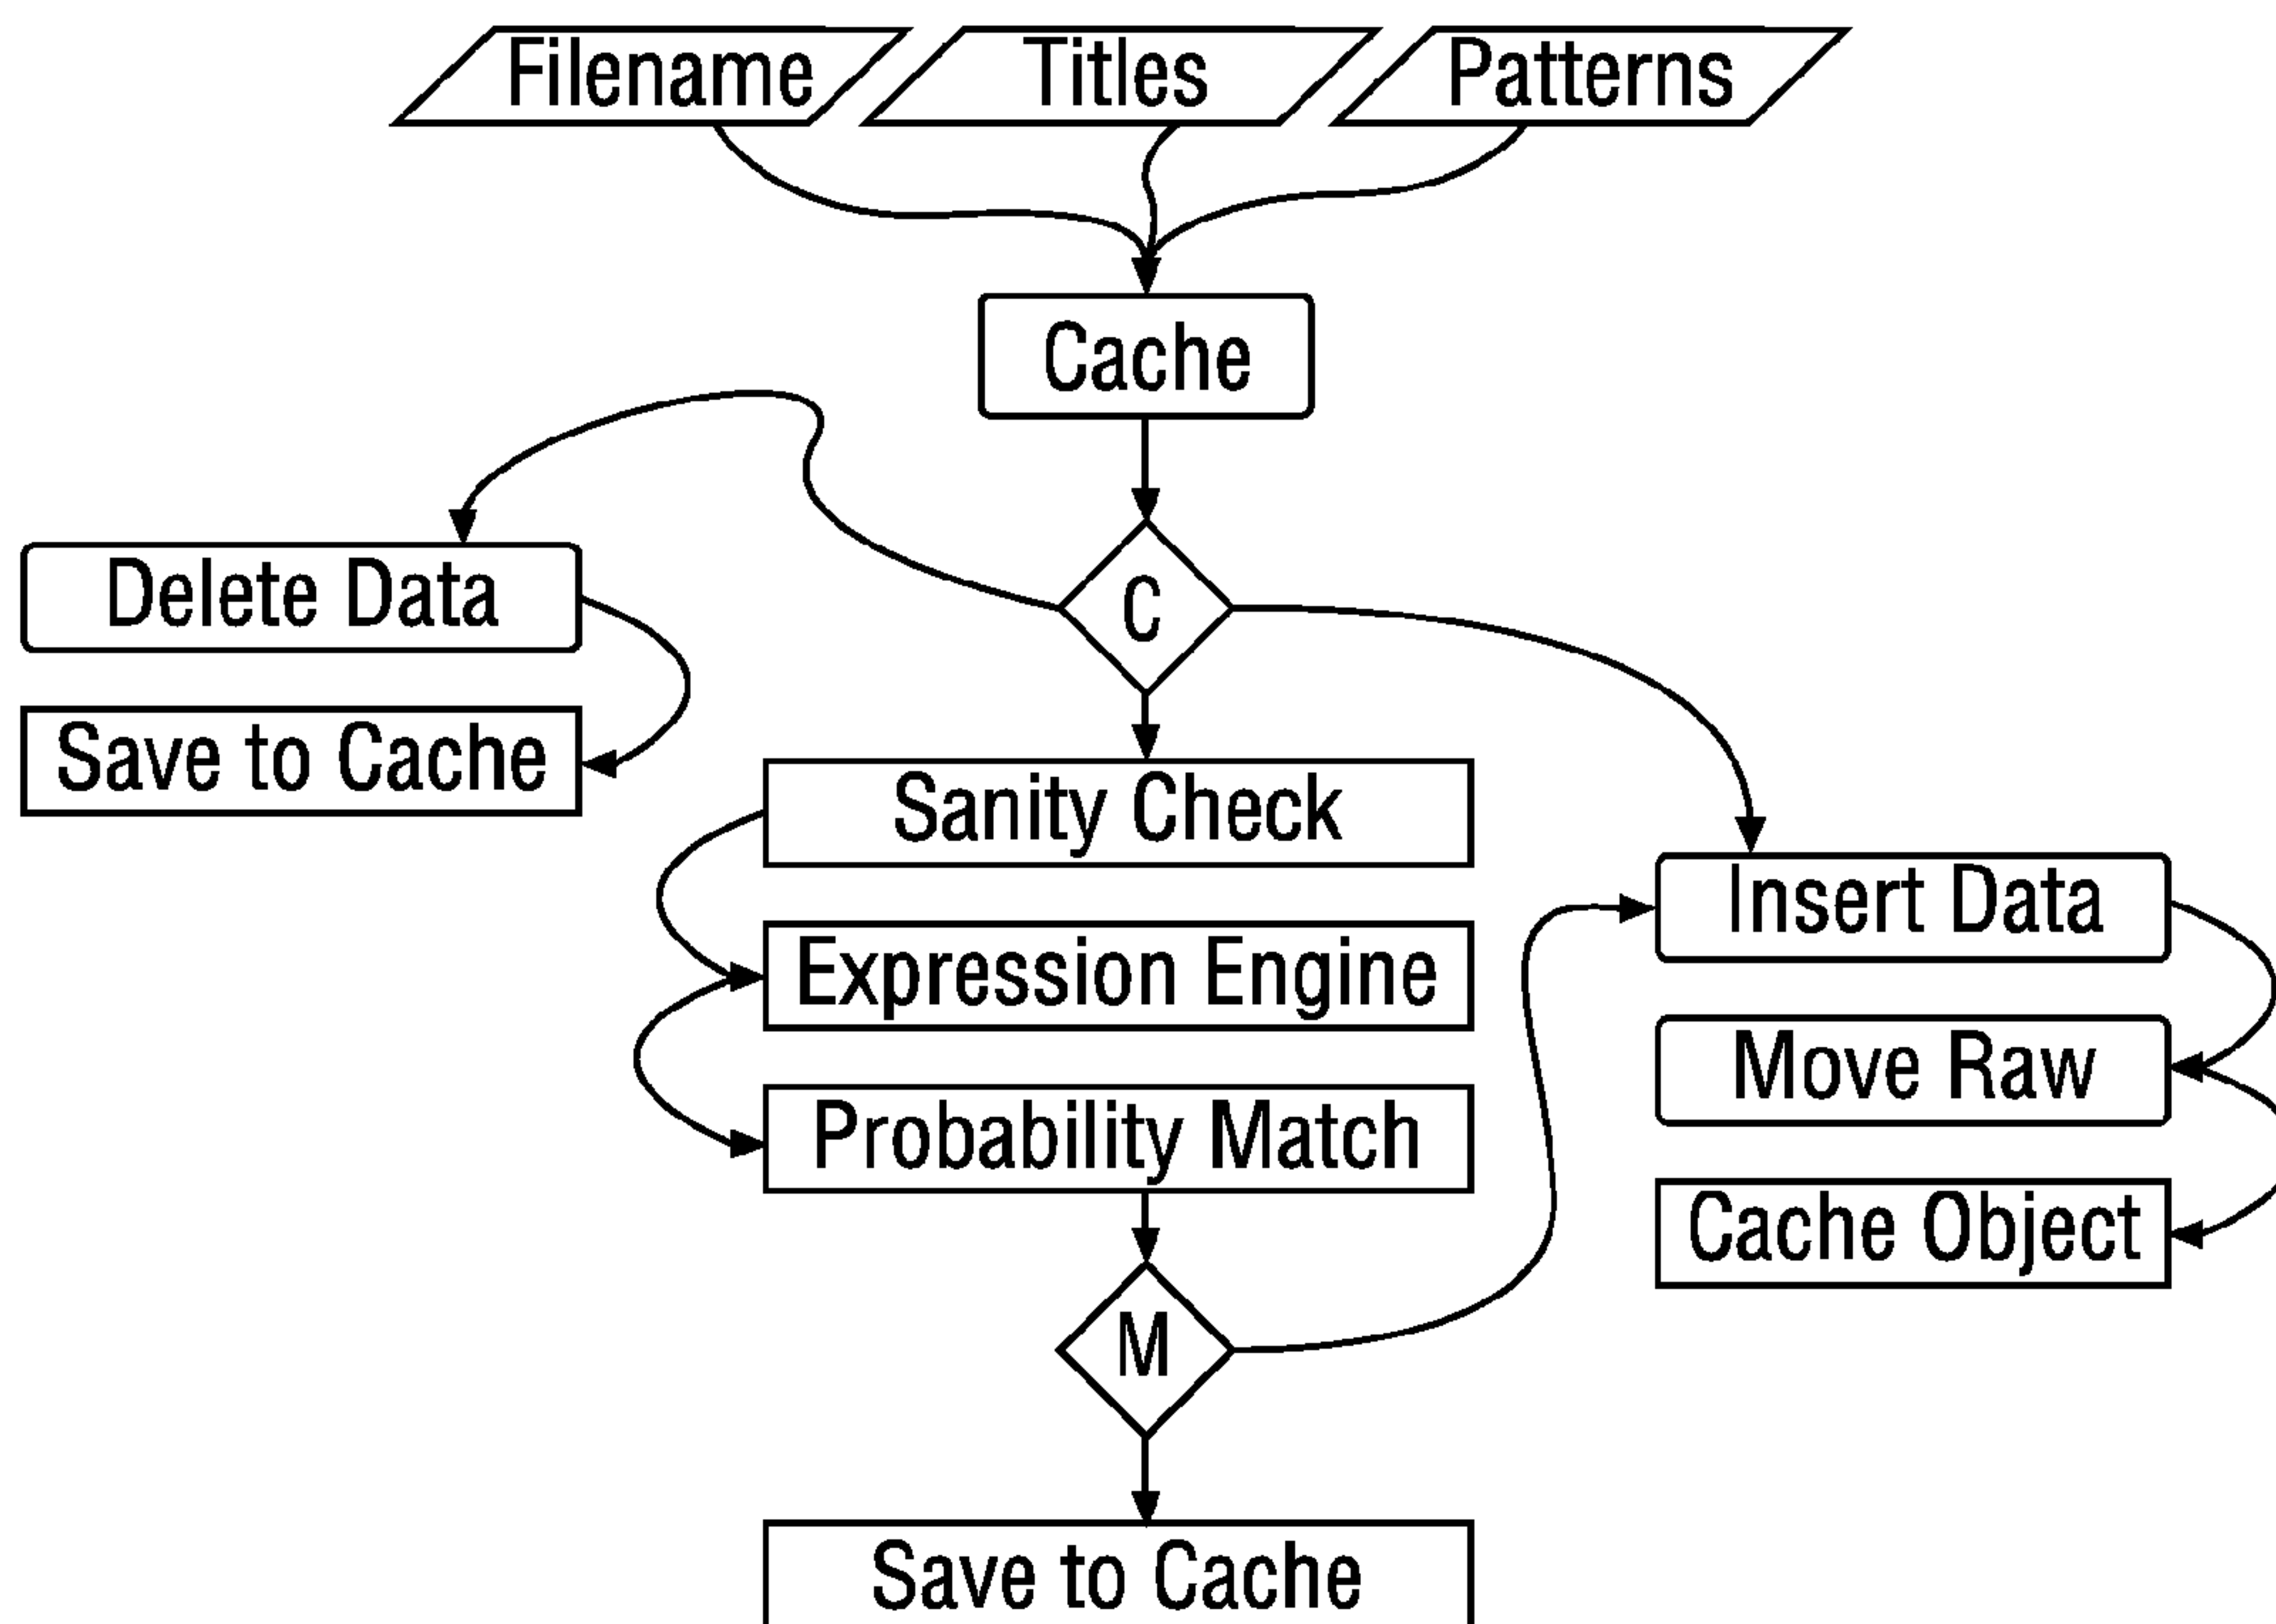 Filename
Titles
Patterns
Cache
Delete Data
C
Save to Cache
Sanity Check
Insert Data
Expression Engine
Move Raw
Probability Match
Cache Object
M
Save to Cache